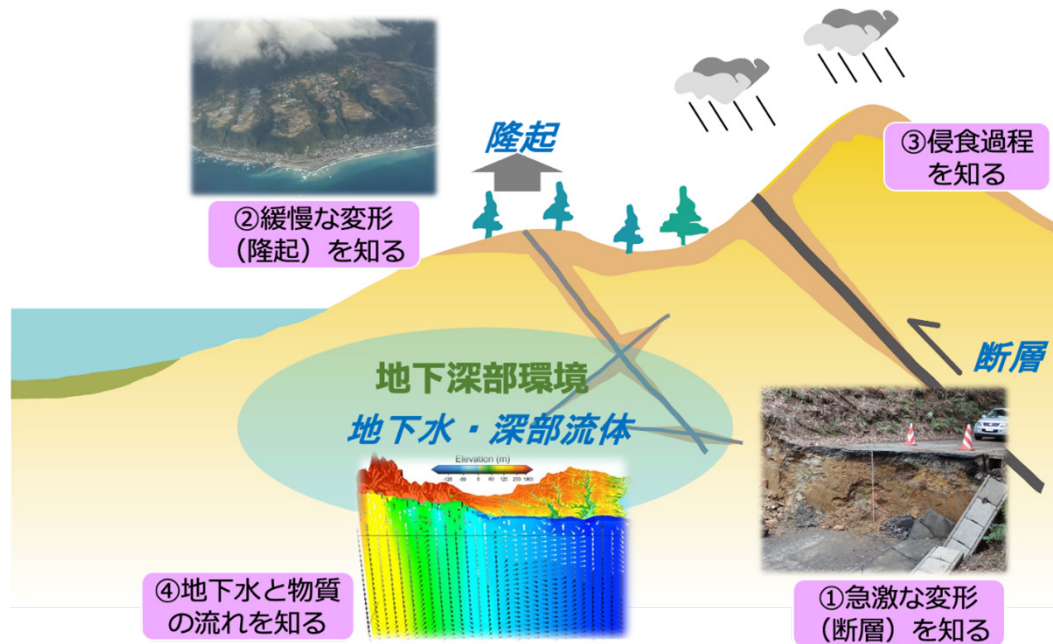 隆起
③侵食過程
を知る
②緩慢な変形
（隆起）を知る
断層
地下深部環境
地下水・深部流体
Elevation (m)
④地下水と物質
の流れを知る
①急激な変形
（断層）を知る